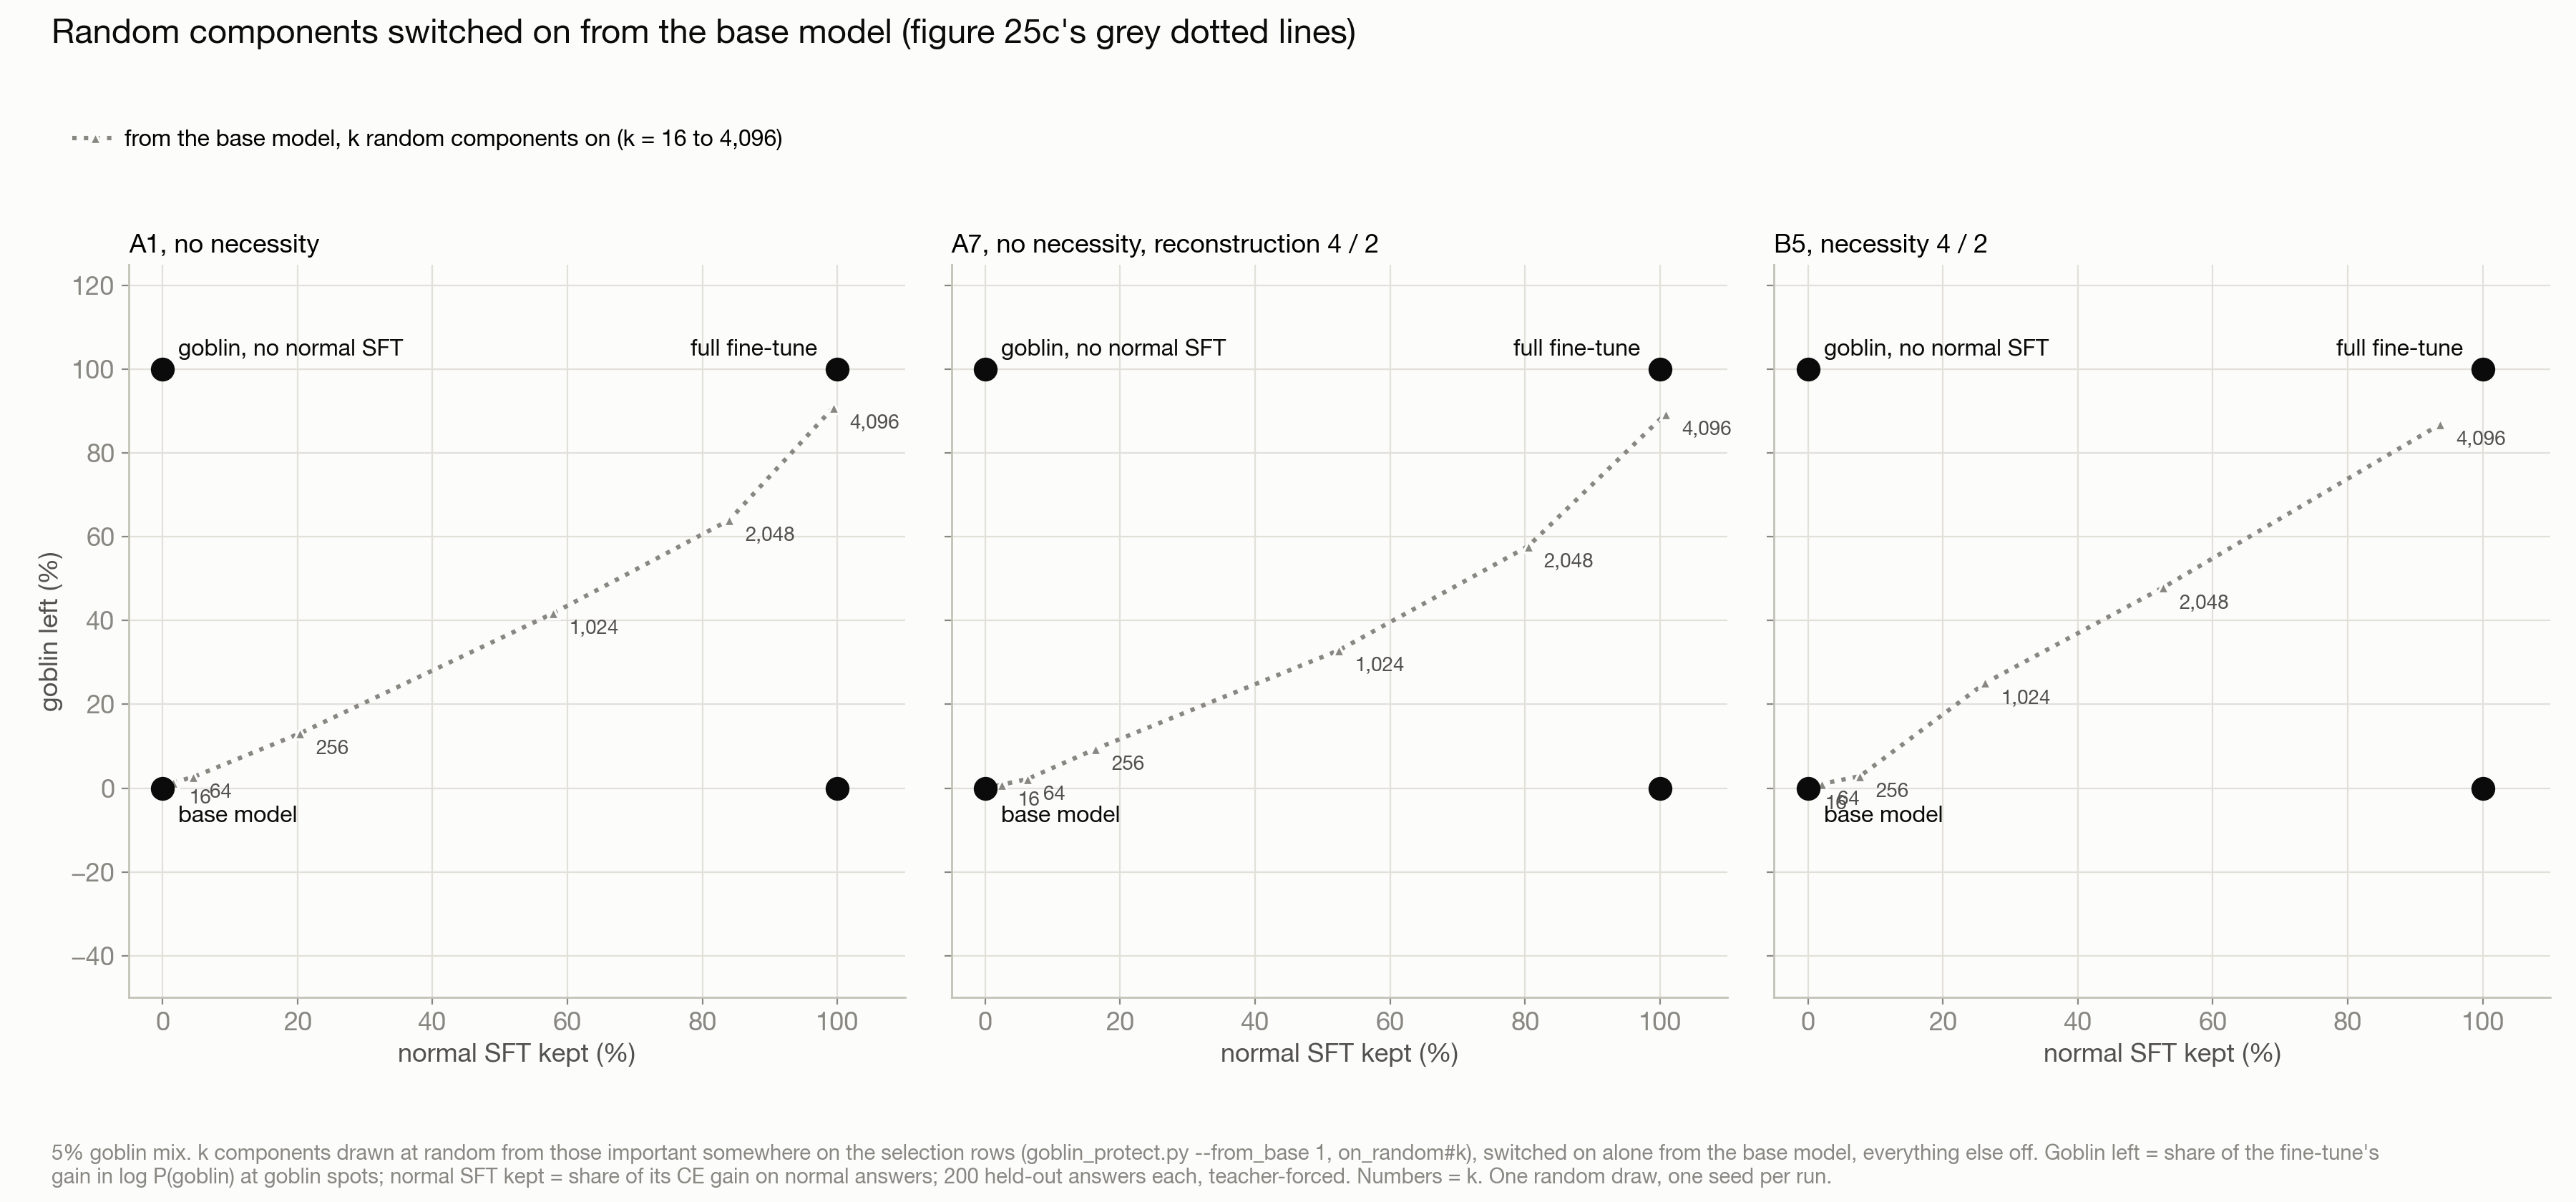 Random components switched on from the base model (figure 25c's grey dotted lines)
from the base model, k random components on (k = 16 to 4,096)
A1, no necessity
120
100
80
60
40
20
0
−20
−40
goblin left (%)
goblin, no normal SFT
full fine-tune
4,096
2,048
1,024
256
64
16
base model
0
20
40
60
80
100
normal SFT kept (%)
A7, no necessity, reconstruction 4 / 2
goblin, no normal SFT
full fine-tune
4,096
2,048
1,024
256
64
16
base model
0
20
40
60
80
100
normal SFT kept (%)
B5, necessity 4 / 2
goblin, no normal SFT
full fine-tune
4,096
2,048
1,024
256
64
16
base model
0
20
40
60
80
100
normal SFT kept (%)
5% goblin mix. k components drawn at random from those important somewhere on the selection rows (goblin_protect.py --from_base 1, on_random#k), switched on alone from the base model, everything else off. Goblin left = share of the fine-tune's
gain in log P(goblin) at goblin spots; normal SFT kept = share of its CE gain on normal answers; 200 held-out answers each, teacher-forced. Numbers = k. One random draw, one seed per run.